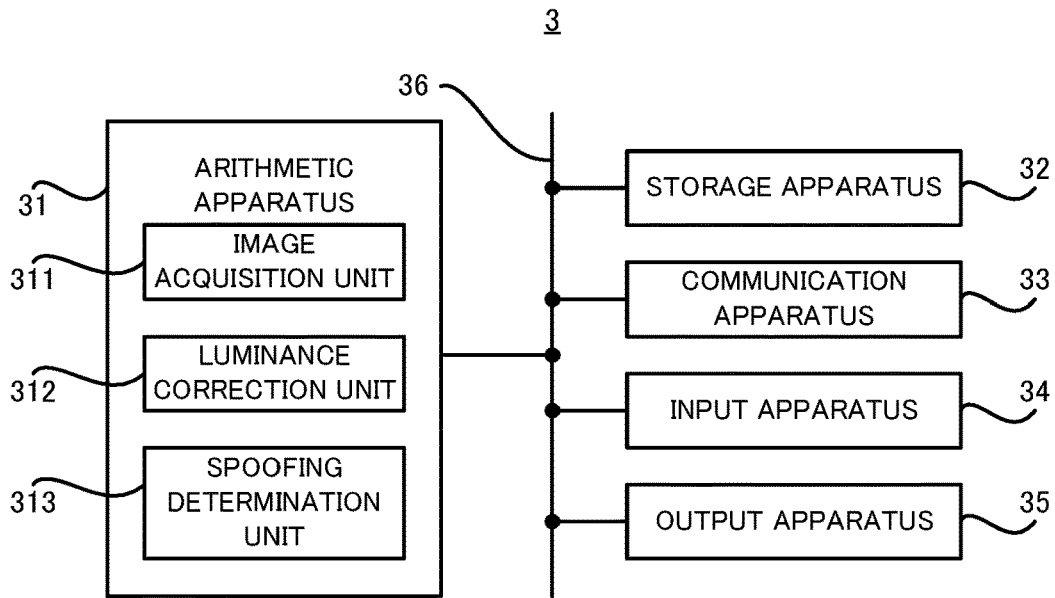 3
36
31
ARITHMETIC
APPARATUS
311
IMAGE
ACQUISITION UNIT
312
LUMINANCE
CORRECTION UNIT
313
SPOOFING
DETERMINATION
UNIT
STORAGE APPARATUS
32
COMMUNICATION
APPARATUS
33
INPUT APPARATUS
34
OUTPUT APPARATUS
35